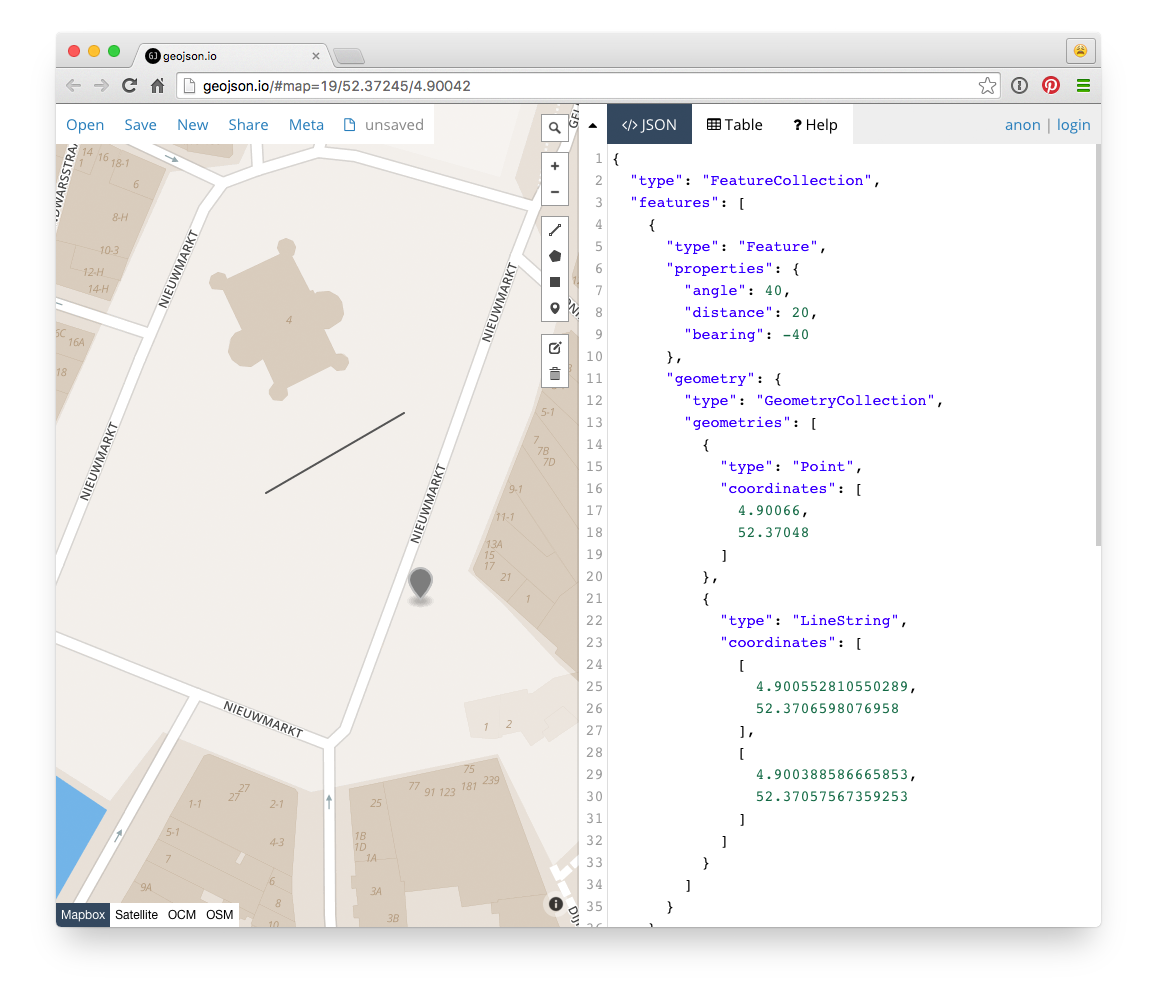 geojson.io
geojson.io/#map=19/52.37245/4.90042
Open Save New Share Meta unsaved
</> JSON Table ? Help
anon | login
1 {
2 "type": "FeatureCollection",
3 "features": [
4 {
5 "type": "Feature",
6 "properties": {
7 "angle": 40,
8 "distance": 20,
9 "bearing": -40
10 },
11 "geometry": {
12 "type": "GeometryCollection",
13 "geometries": [
14 {
15 "type": "Point",
16 "coordinates": [
17 4.90066,
18 52.37048
19 ]
20 },
21 {
22 "type": "LineString",
23 "coordinates": [
24 [
25 4.900552810550289,
26 52.3706598076958
27 ],
28 [
29 4.900388586665853,
30 52.37057567359253
31 ]
32 ]
33 }
34 ]
35 }
14 16 18-1
1
6
8-H
10-3
12-H
14-H
NIEUWMARKT
4
NIEUWMARKT
16A
18
5-1
7
7B
7D
NIEUWMARKT
9-1
NIEUWMARKT
11-1
13A
15
17
21
1
NIEUWMARKT
1 2
75
77 91 123 181 239
27
27
1-1
2-1
25
5-1
4-3
7
1B
1D
1A
6
9A
3A
8
10
3B
Mapbox Satellite OCM OSM